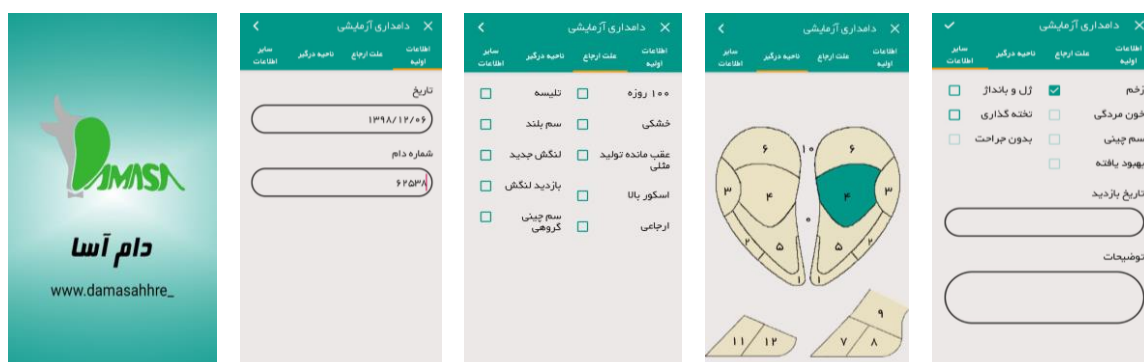 DAMASA
دام آسا
www.damasahhre_
دامداری آزمایشی
اطلاعات اولیه
علت ارجاع
ناحیه درگیر
سایر اطلاعات
تاریخ
۱۳۹۸/۱۲/۰۶
شماره دام
۶۲۵۳۸
دامداری آزمایشی
اطلاعات اولیه
علت ارجاع
ناحیه درگیر
سایر اطلاعات
۱۰۰ روزه
تلیسه
خشکی
سم بلند
عقب مانده تولید مثلی
لنگش جدید
اسکور بالا
بازدید لنگش
ارجاعی
سم چینی گروهی
دامداری آزمایشی
اطلاعات اولیه
علت ارجاع
ناحیه درگیر
سایر اطلاعات
۶ ۱۰ ۶
۳ ۴ ۴ ۳
۰
۲ ۵ ۵ ۲
۱ ۱
۹
۱۱ ۱۲ ۷ ۸
دامداری آزمایشی
اطلاعات اولیه
علت ارجاع
ناحیه درگیر
سایر اطلاعات
زخم
ژل و بانداژ
خون مردگی
تخته گذاری
سم چینی
بدون جراحت
بهبود یافته
تاریخ بازدید
توضیحات